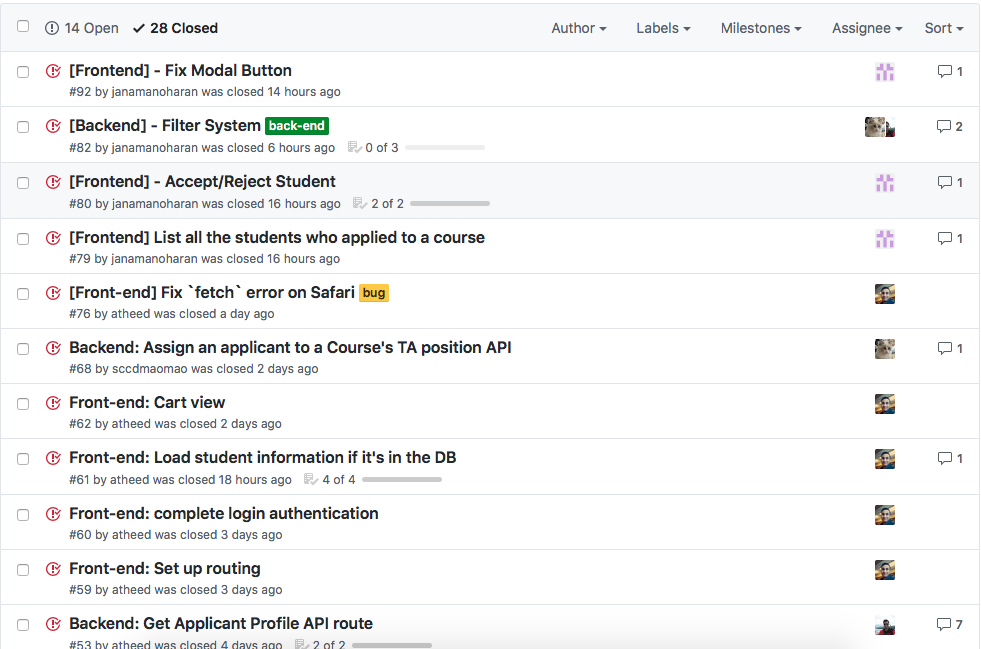 14 Open 28 Closed Author Labels Milestones Assignee Sort
[Frontend] - Fix Modal Button 1
#92 by janamanoharan was closed 14 hours ago
[Backend] - Filter System back-end 2
#82 by janamanoharan was closed 6 hours ago 0 of 3
[Frontend] - Accept/Reject Student 1
#80 by janamanoharan was closed 16 hours ago 2 of 2
[Frontend] List all the students who applied to a course 1
#79 by janamanoharan was closed 16 hours ago
[Front-end] Fix `fetch` error on Safari bug
#76 by atheed was closed a day ago
Backend: Assign an applicant to a Course's TA position API 1
#68 by sccdmaomao was closed 2 days ago
Front-end: Cart view
#62 by atheed was closed 2 days ago
Front-end: Load student information if it's in the DB 1
#61 by atheed was closed 18 hours ago 4 of 4
Front-end: complete login authentication
#60 by atheed was closed 3 days ago
Front-end: Set up routing
#59 by atheed was closed 3 days ago
Backend: Get Applicant Profile API route 7
#53 by atheed was closed 4 days ago 2 of 2